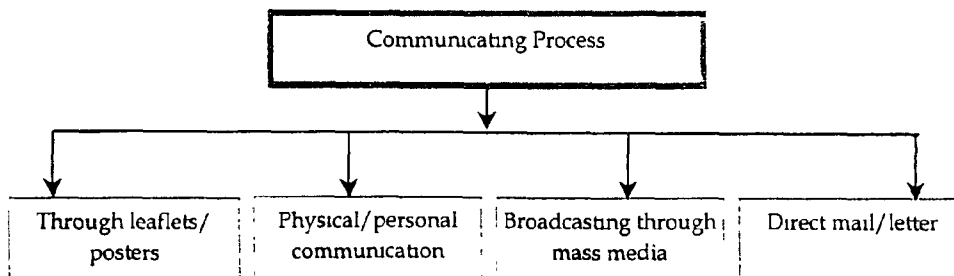 Communicating Process
Through leaflets/
posters
Physical/personal
communication
Broadcasting through
mass media
Direct mail/letter